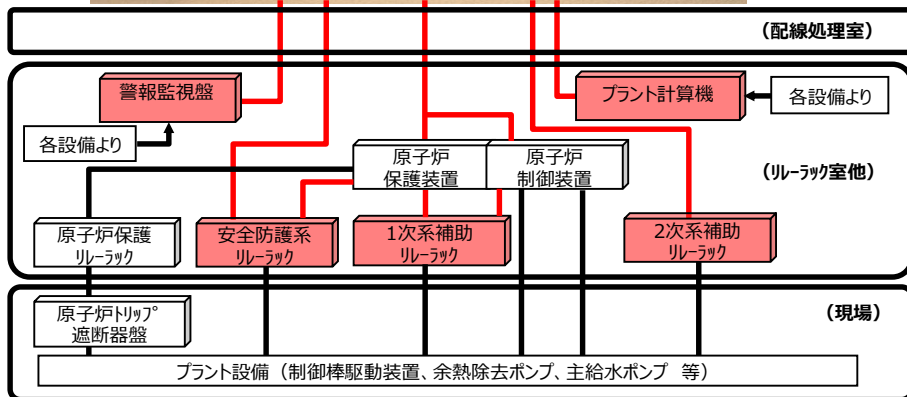 (配線処理室)
警報監視盤
プラント計算機
各設備より
各設備より
原子炉
保護装置
原子炉
制御装置
(ﾘﾚｰﾗｯｸ室他)
原子炉保護
ﾘﾚｰﾗｯｸ
安全防護系
ﾘﾚｰﾗｯｸ
1次系補助
ﾘﾚｰﾗｯｸ
2次系補助
ﾘﾚｰﾗｯｸ
原子炉ﾄﾘｯﾌﾟ
遮断器盤
(現場)
プラント設備（制御棒駆動装置、余熱除去ポンプ、主給水ポンプ 等）